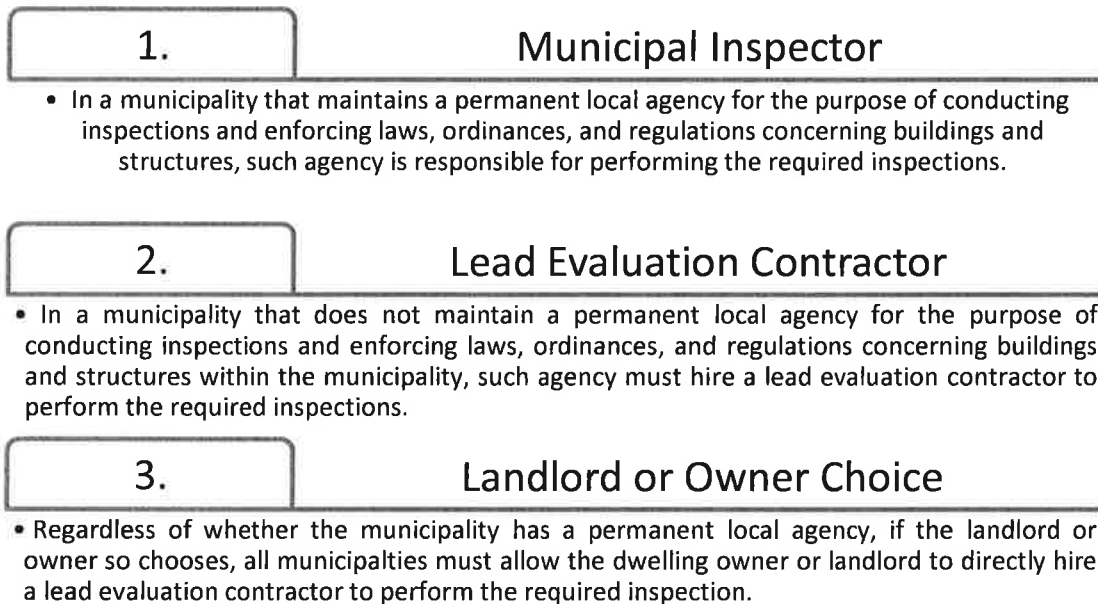 1. Municipal Inspector
• In a municipality that maintains a permanent local agency for the purpose of conducting
inspections and enforcing laws, ordinances, and regulations concerning buildings and
structures, such agency is responsible for performing the required inspections.
2. Lead Evaluation Contractor
• In a municipality that does not maintain a permanent local agency for the purpose of
conducting inspections and enforcing laws, ordinances, and regulations concerning buildings
and structures within the municipality, such agency must hire a lead evaluation contractor to
perform the required inspections.
3. Landlord or Owner Choice
• Regardless of whether the municipality has a permanent local agency, if the landlord or
owner so chooses, all municipalties must allow the dwelling owner or landlord to directly hire
a lead evaluation contractor to perform the required inspection.